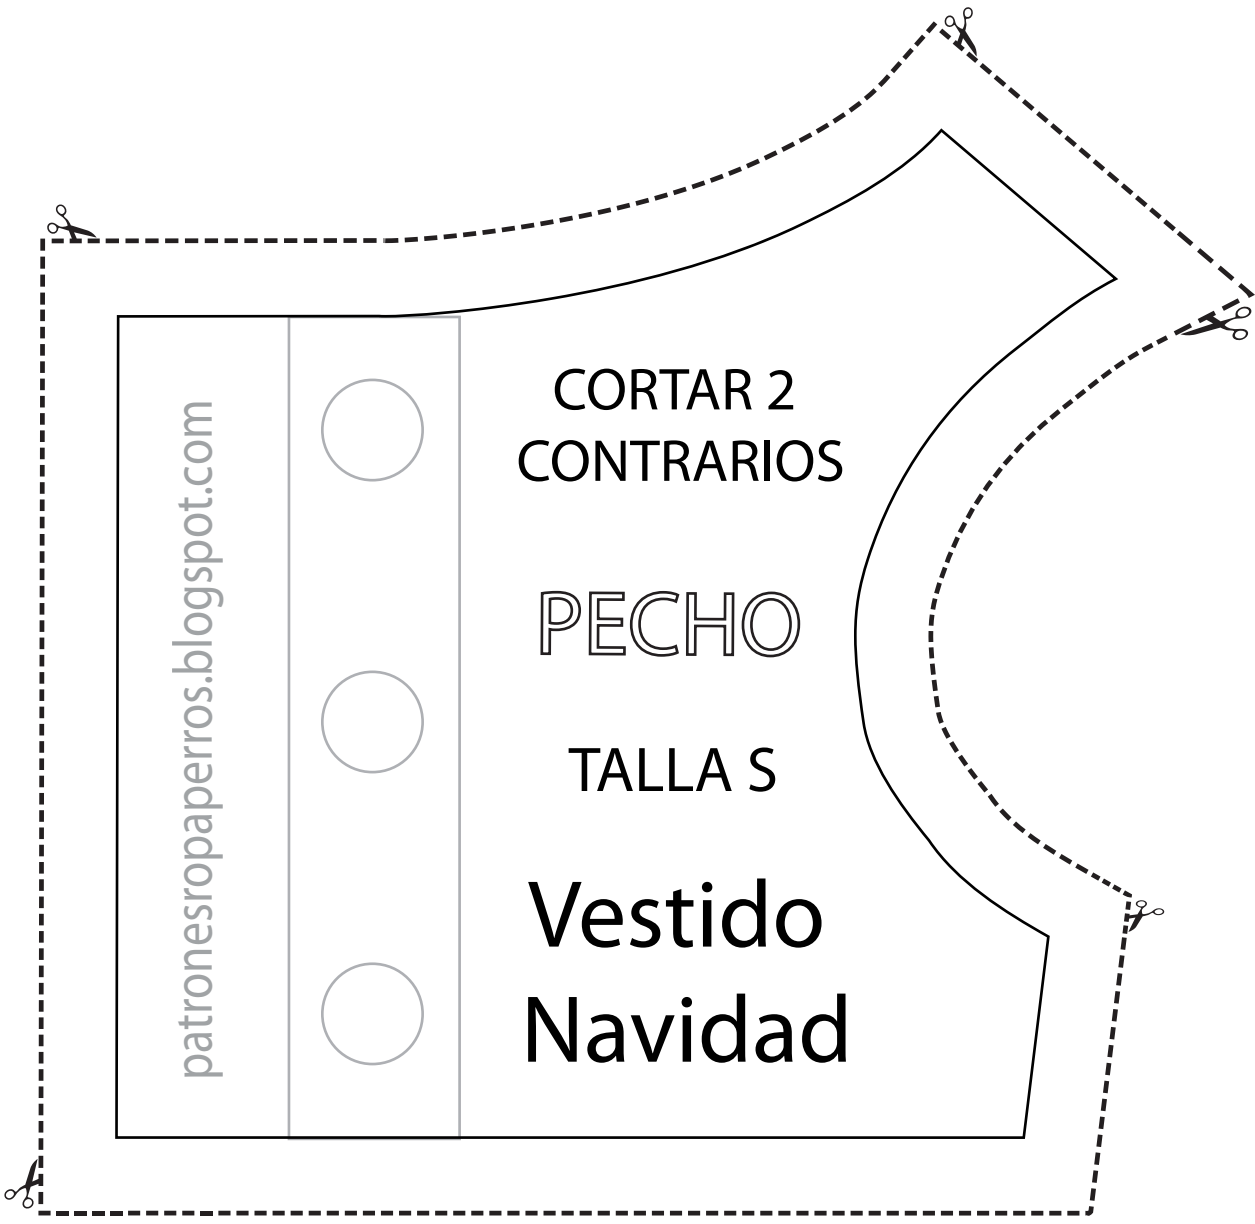 CORTAR 2
CONTRARIOS
PECHO
TALLA S
Vestido
Navidad
patronesropaperros.blogspot.com